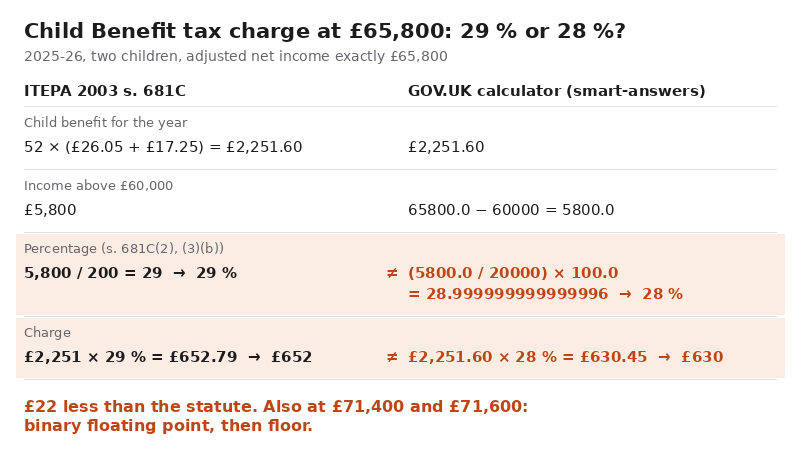 Child Benefit tax charge at £65,800: 29 % or 28 %?
2025-26, two children, adjusted net income exactly £65,800
ITEPA 2003 s. 681C
GOV.UK calculator (smart-answers)
Child benefit for the year
52 × (£26.05 + £17.25) = £2,251.60
£2,251.60
Income above £60,000
£5,800
65800.0 − 60000 = 5800.0
Percentage (s. 681C(2), (3)(b))
5,800 / 200 = 29 → 29 %
≠ (5800.0 / 20000) × 100.0
= 28.999999999999996 → 28 %
Charge
£2,251 × 29 % = £652.79 → £652
≠ £2,251.60 × 28 % = £630.45 → £630
£22 less than the statute. Also at £71,400 and £71,600:
binary floating point, then floor.